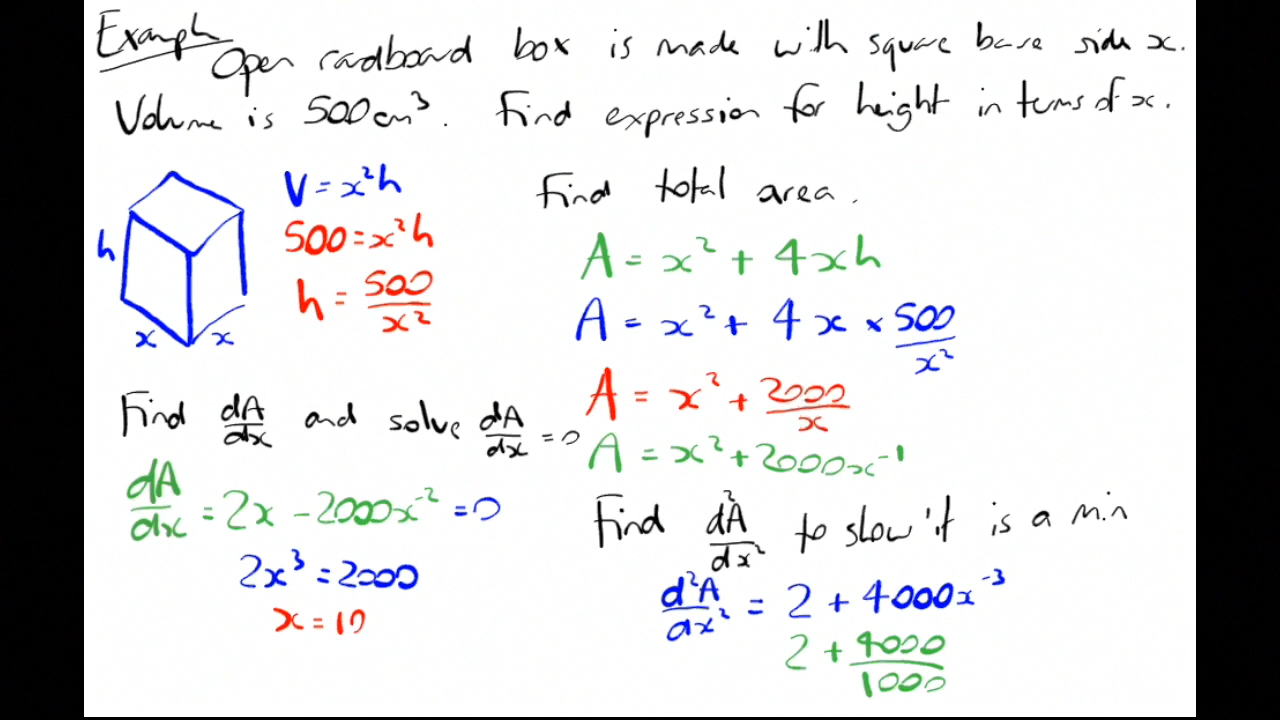 Example
Open cardboard box is made with square base side x.
Volume is 500cm³. Find expression for height in terms of x.
h
x x
V = x²h
500 = x²h
h = 500/x²
Find total area.
A = x² + 4xh
A = x² + 4x × 500/x²
A = x² + 2000/x
A = x² + 2000x⁻¹
Find dA/dx and solve dA/dx = 0
dA/dx = 2x - 2000x⁻² = 0
2x³ = 2000
x = 10
Find d²A/dx² to show it is a min
d²A/dx² = 2 + 4000x⁻³
2 + 4000/1000